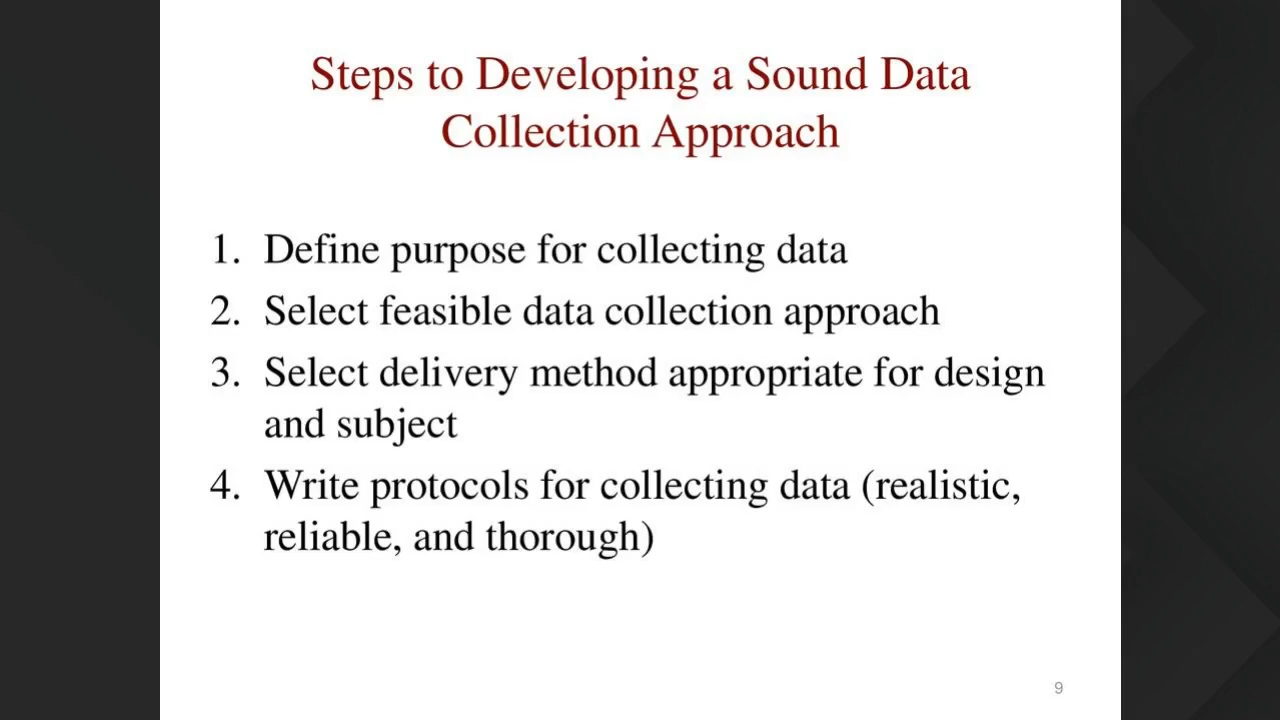 Steps to Developing a Sound Data
Collection Approach
1. Define purpose for collecting data
2. Select feasible data collection approach
3. Select delivery method appropriate for design
and subject
4. Write protocols for collecting data (realistic,
reliable, and thorough)
9